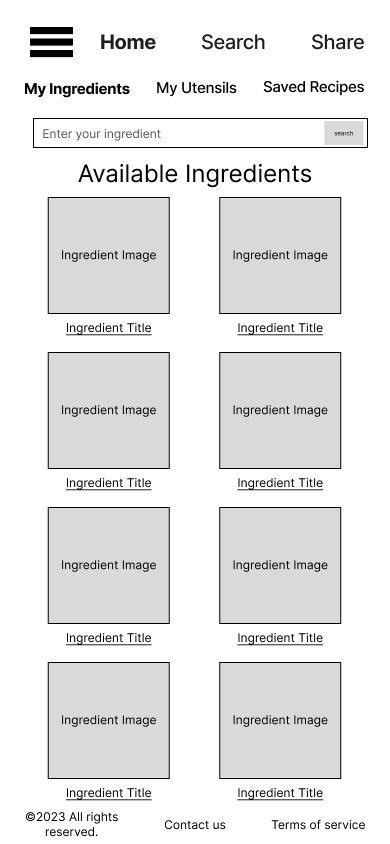 Home Search Share
My Ingredients My Utensils Saved Recipes
Enter your ingredient search
Available Ingredients
Ingredient Image Ingredient Image
Ingredient Title Ingredient Title
Ingredient Image Ingredient Image
Ingredient Title Ingredient Title
Ingredient Image Ingredient Image
Ingredient Title Ingredient Title
Ingredient Image Ingredient Image
Ingredient Title Ingredient Title
©2023 All rights
reserved.
Contact us
Terms of service